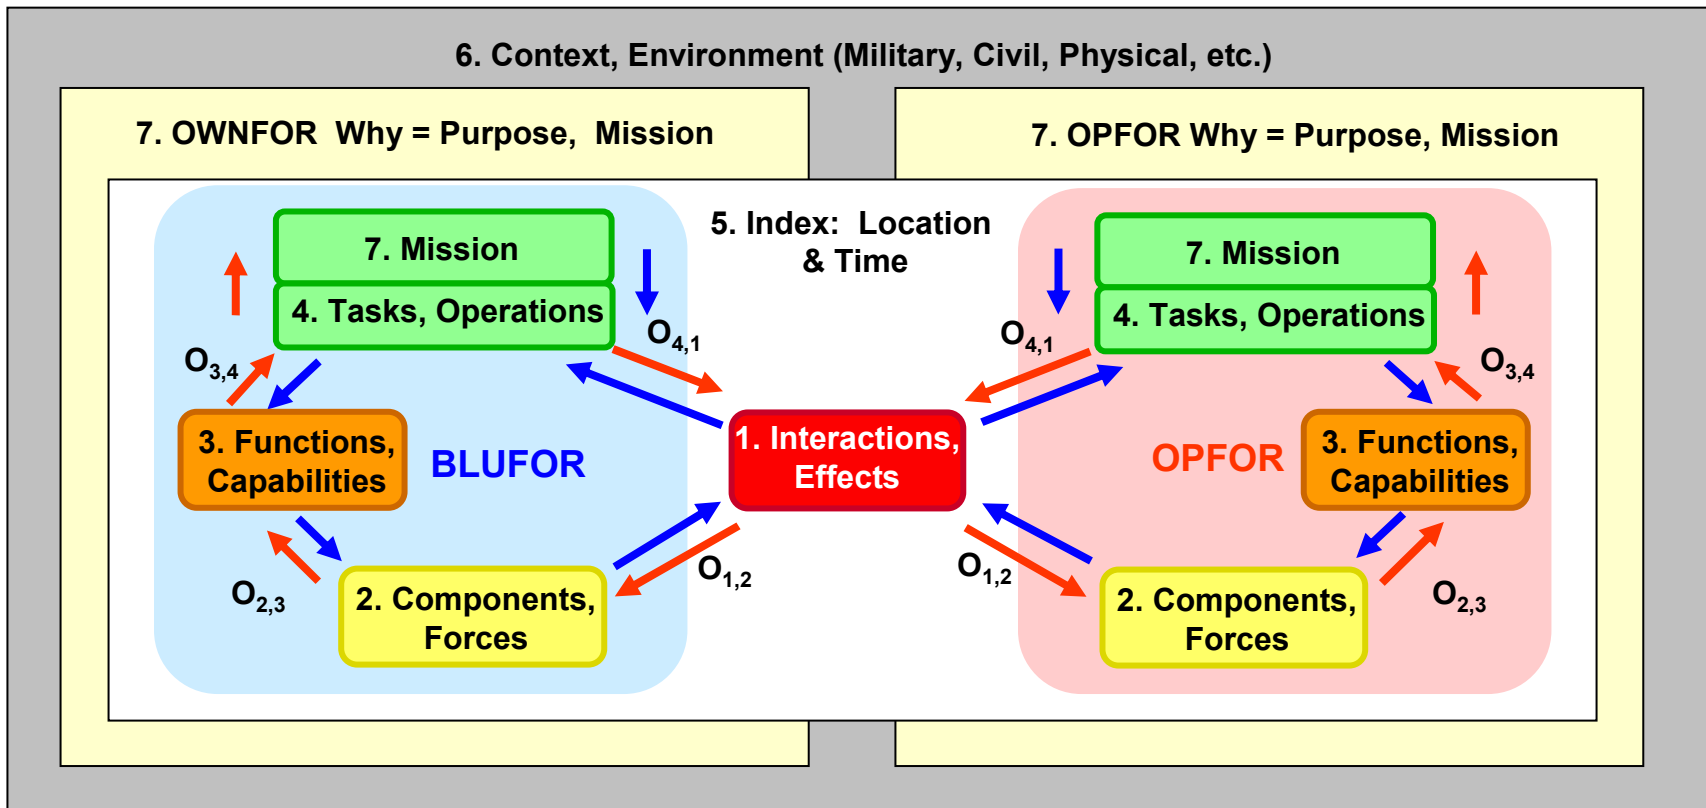 6. Context, Environment (Military, Civil, Physical, etc.)
7. OWNFOR  Why = Purpose,  Mission
7. OPFOR Why = Purpose, Mission
5. Index:  Location
& Time
7. Mission
4. Tasks, Operations
O4,1
O3,4
3. Functions,
Capabilities
BLUFOR
O2,3
2. Components,
Forces
O1,2
1. Interactions,
Effects
7. Mission
4. Tasks, Operations
O4,1
O3,4
OPFOR
3. Functions,
Capabilities
O1,2
2. Components,
Forces
O2,3